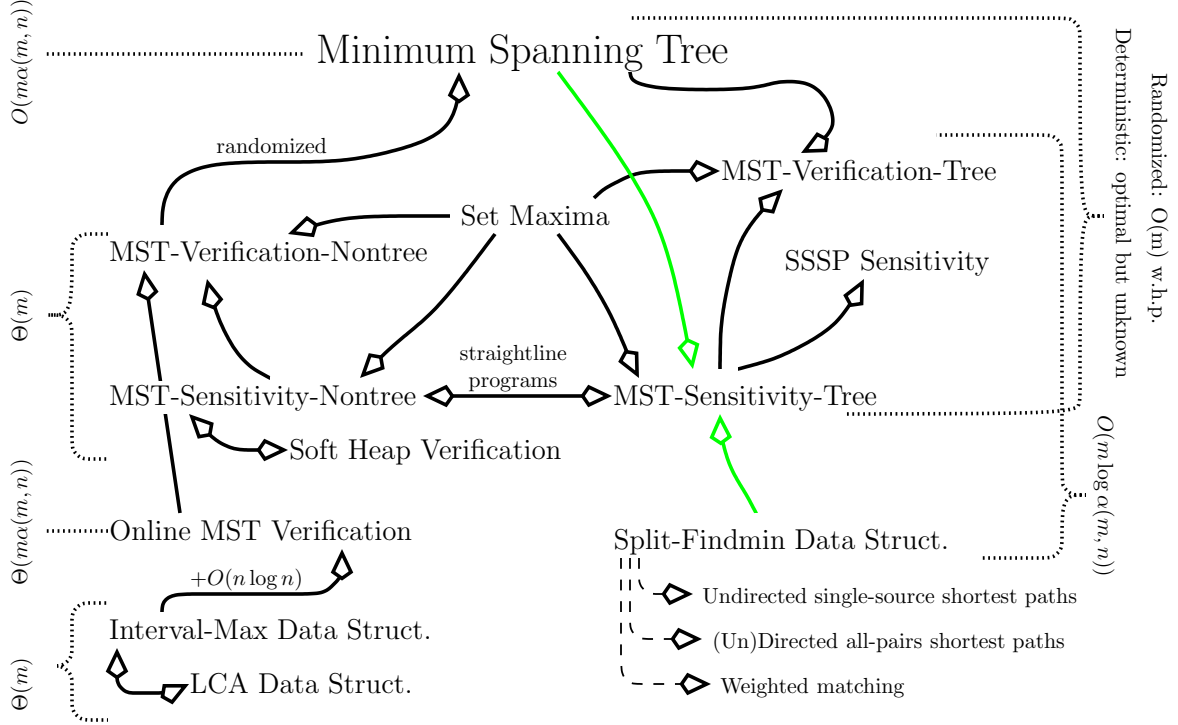 O(mα(m, n))
Minimum Spanning Tree
Randomized: O(m) w.h.p.
Deterministic: optimal but unknown
randomized
MST-Verification-Tree
Set Maxima
MST-Verification-Nontree
SSSP Sensitivity
Θ(m)
straightline
programs
MST-Sensitivity-Nontree
MST-Sensitivity-Tree
Soft Heap Verification
O(m log α(m, n))
Θ(mα(m, n))
Online MST Verification
Split-Findmin Data Struct.
+O(n log n)
Undirected single-source shortest paths
Interval-Max Data Struct.
(Un)Directed all-pairs shortest paths
Θ(m)
LCA Data Struct.
Weighted matching